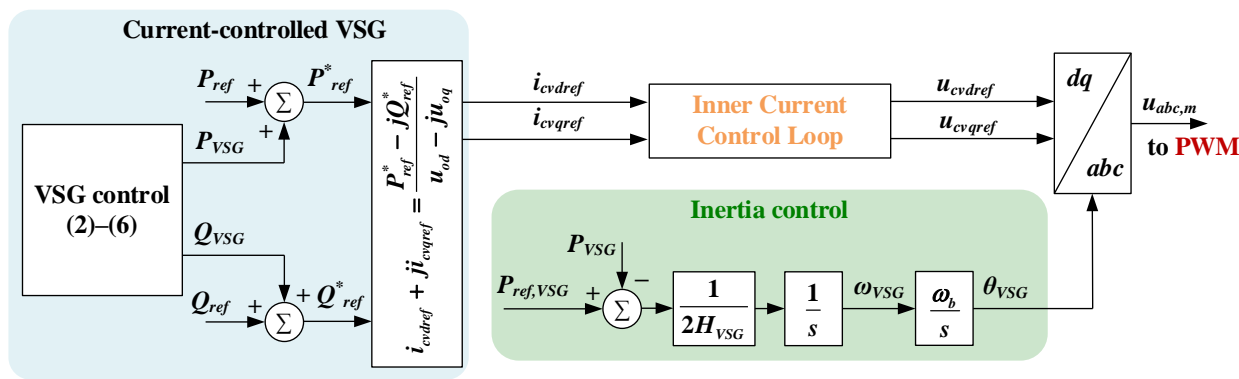 Current-controlled VSG
P_ref
+
Σ
+
P*_ref
P_VSG
VSG control
(2)–(6)
Q_VSG
Q_ref
+
+
Σ
Q*_ref
i_cvdref + ji_cvqref = (P*_ref − jQ*_ref) / (u_od − ju_oq)
i_cvdref
i_cvqref
Inner Current
Control Loop
u_cvdref
u_cvqref
dq
abc
u_abc,m
to PWM
Inertia control
P_VSG
−
P_ref,VSG
+
Σ
1
2H_VSG
1
s
ω_VSG
ω_b
s
θ_VSG